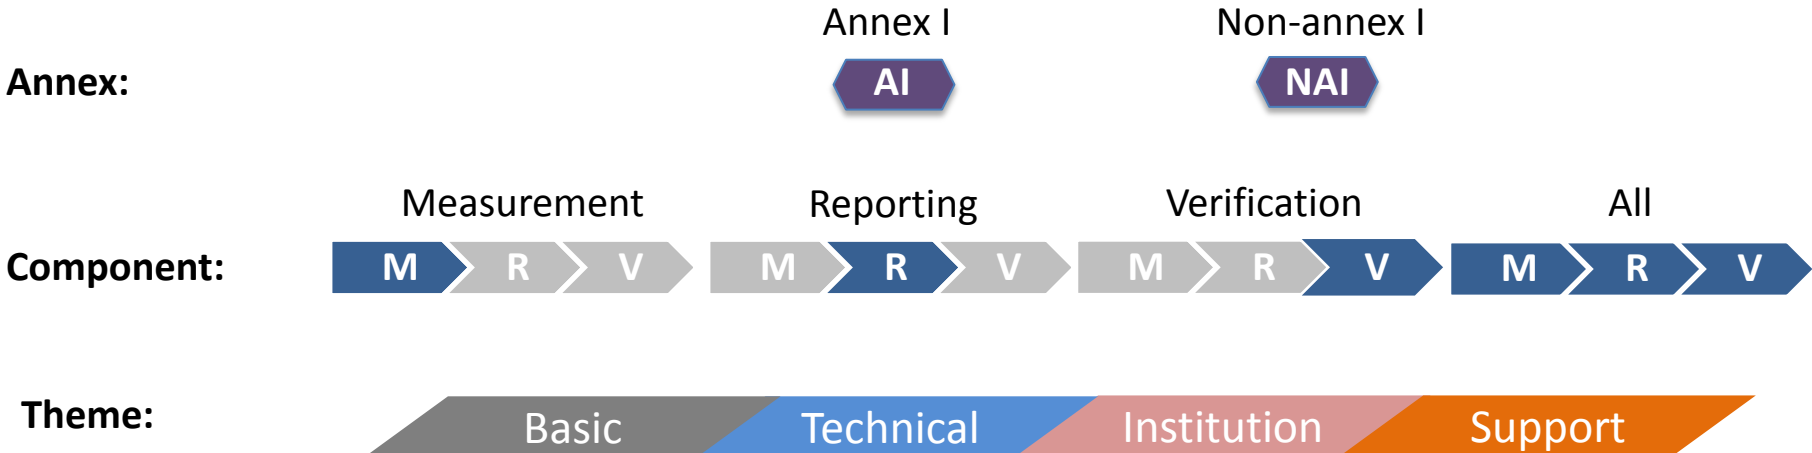 Annex I Non-annex I
Annex: AI NAI
Measurement Reporting Verification All
Component: M R V M R V M R V M R V
Theme: Basic Technical Institution Support